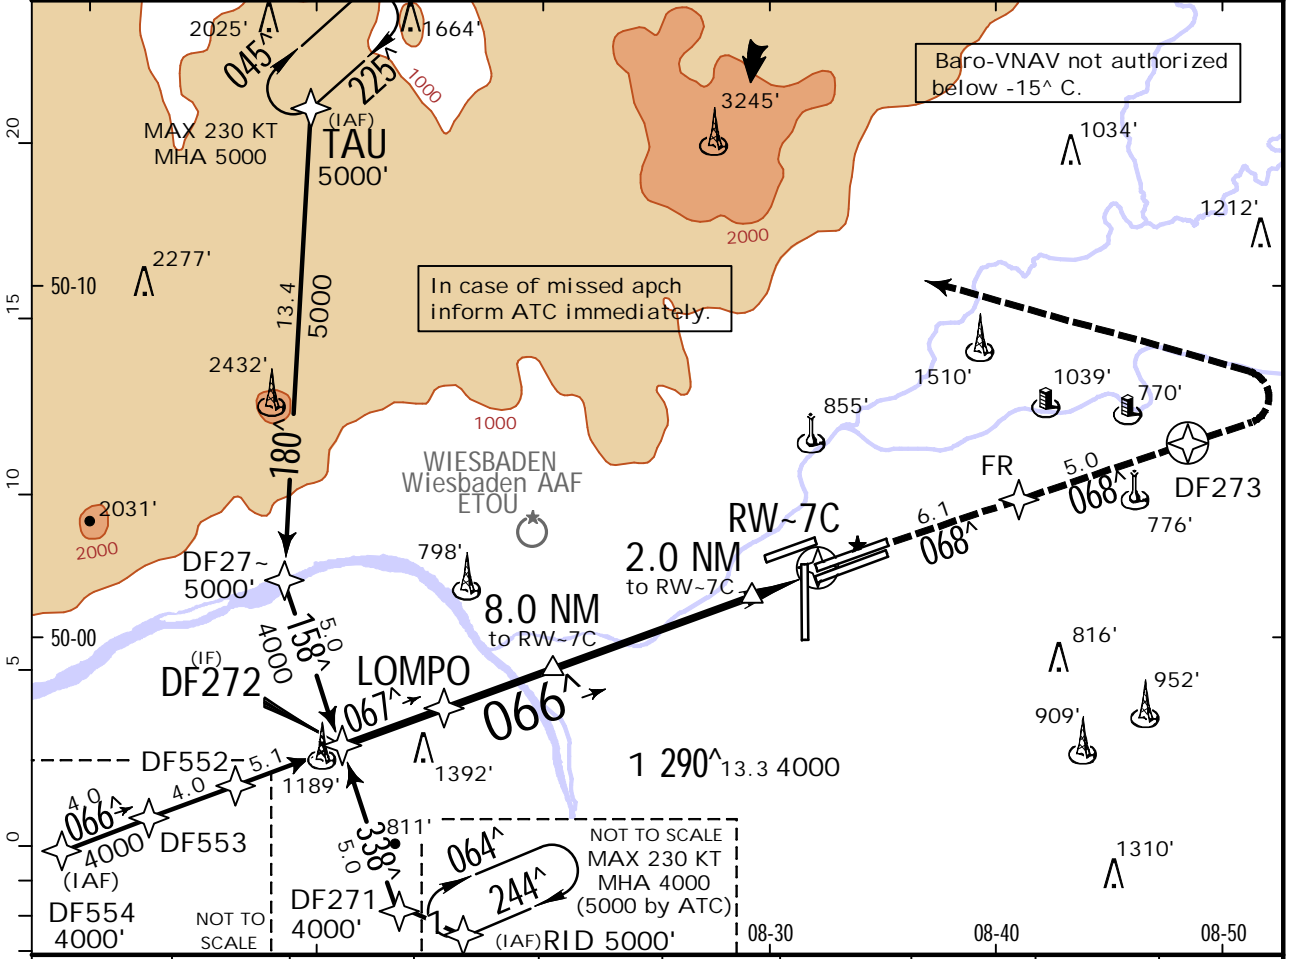 2025'
1664'
045^
225^
1000
Baro-VNAV not authorized
below -15^ C.
3245'
1034'
20
MAX 230 KT
MHA 5000
(IAF)
TAU
5000'
1212'
2000
2277'
50-10
15
13.4
5000
In case of missed apch
inform ATC immediately.
2432'
1510'
1039'
770'
855'
1000
180^
WIESBADEN
Wiesbaden AAF
ETOU
FR
5.0
068^
DF273
10
2031'
2000
776'
RW~7C
6.1
068^
DF27~
5000'
798'
2.0 NM
to RW~7C
8.0 NM
to RW~7C
50-00
5
158^
5.0
4000
(IF)
DF272
LOMPO
067^
066^
816'
952'
909'
DF552
5.1
1189'
1392'
1 290^ 13.3 4000
4.0
066^
4000
4.0
DF553
(IAF)
DF554
4000'
0
811'
338^
5.0
DF271
4000'
064^
244^
NOT TO SCALE
MAX 230 KT
MHA 4000
(5000 by ATC)
1310'
NOT TO
SCALE
1
(IAF) RID 5000'
08-30
08-40
08-50